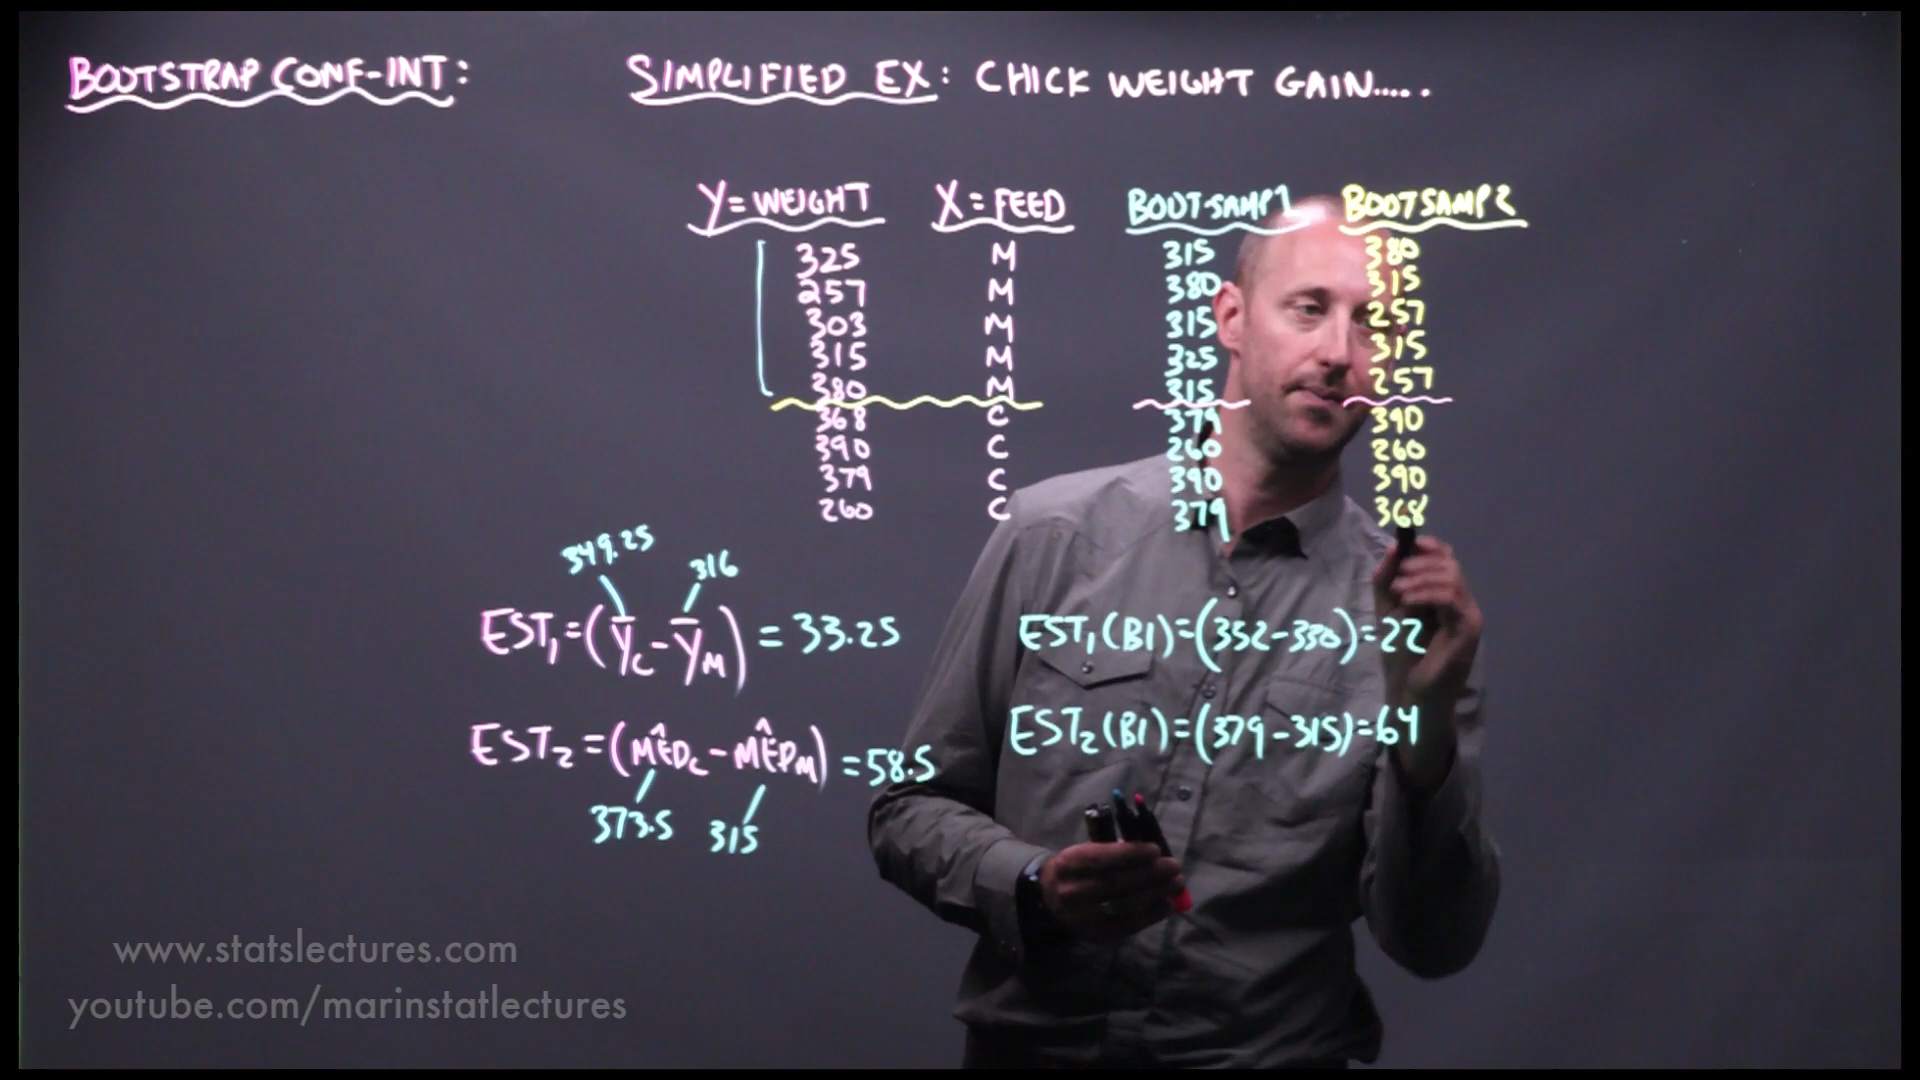 BOOTSTRAP CONF-INT: SIMPLIFIED EX: CHICK WEIGHT GAIN.....
Y=WEIGHT X=FEED BOOTSAMP1 BOOTSAMP2
325 M 315 380
257 M 380 315
303 M 315 257
315 M 325 315
380 M 315 257
368 C 379 390
390 C 260 260
379 C 390 390
260 C 379 368
349.25 316
EST₁=(Ȳc-ȲM)=33.25 EST₁(B1)=(352-330)=22
EST₂=(MÊDc-MÊDM)=58.5 EST₂(B1)=(379-315)=64
373.5 315
www.statslectures.com
youtube.com/marinstatlectures